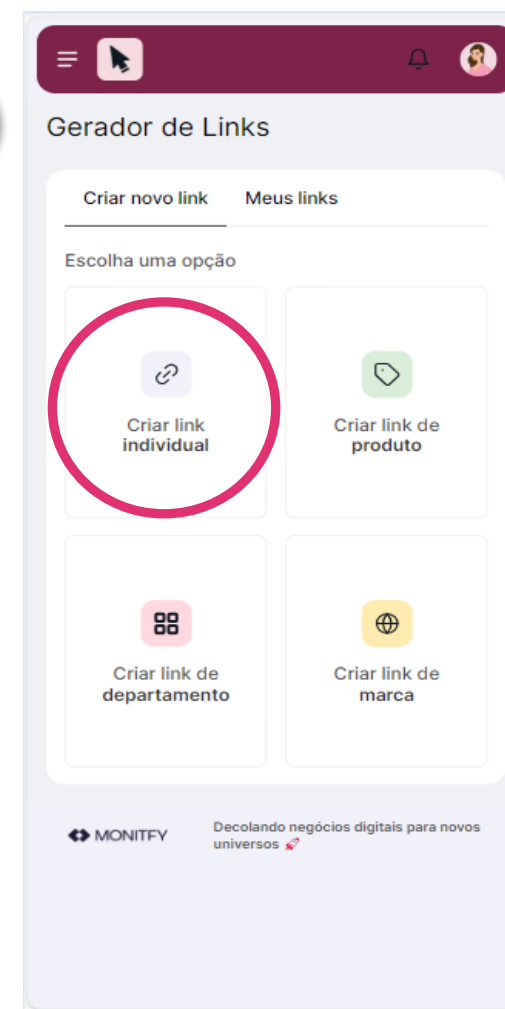 Gerador de Links
Criar novo link Meus links
Escolha uma opção
Criar link
individual
Criar link de
produto
Criar link de
departamento
Criar link de
marca
MONITFY
Decolando negócios digitais para novos
universos 🚀